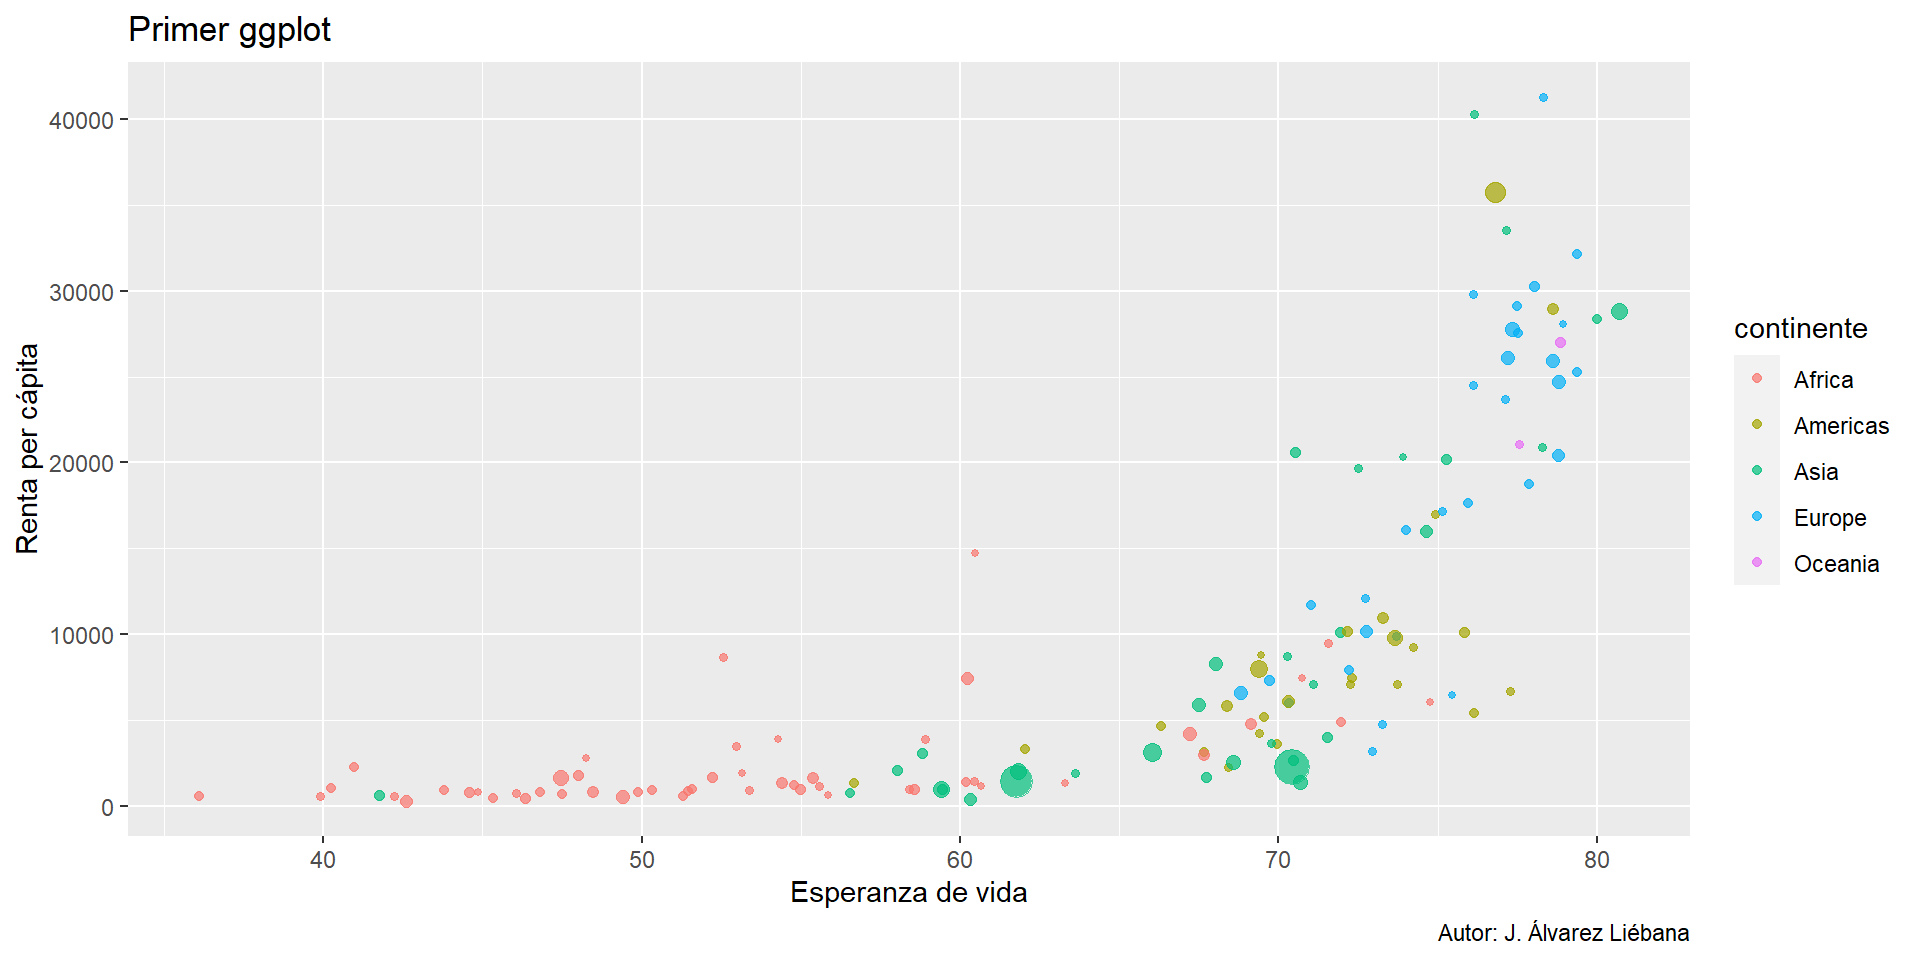 Primer ggplot
40000
30000
20000
10000
0
Renta per cápita
40 50 60 70 80
Esperanza de vida
continente
Africa
Americas
Asia
Europe
Oceania
Autor: J. Álvarez Liébana